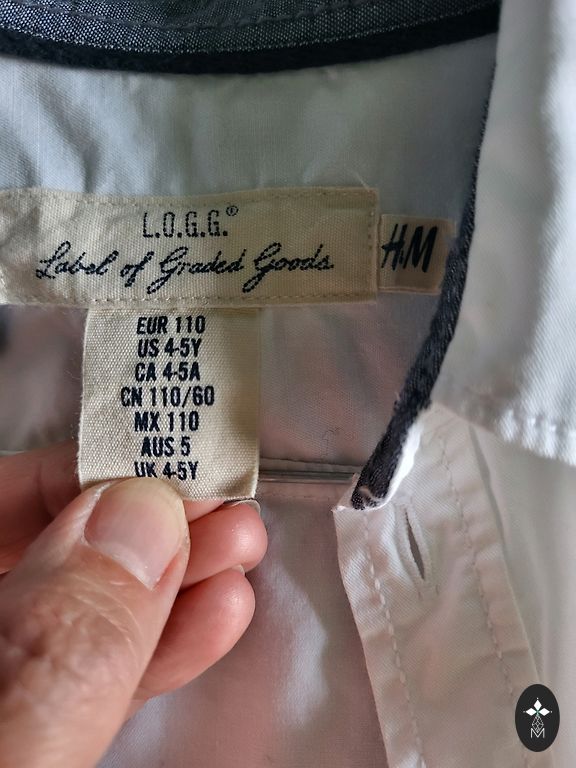 L.O.G.G.®
Label of Graded Goods
H&M
EUR 110
US 4-5Y
CA 4-5A
CN 110/60
MX 110
AUS 5
UK 4-5Y
M